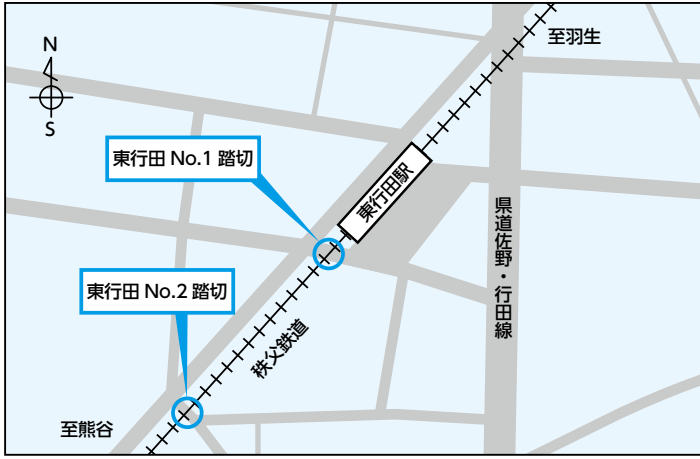 N
S
至羽生
東行田 No.1 踏切
東行田駅
県道佐野・行田線
東行田 No.2 踏切
秩父鉄道
至熊谷